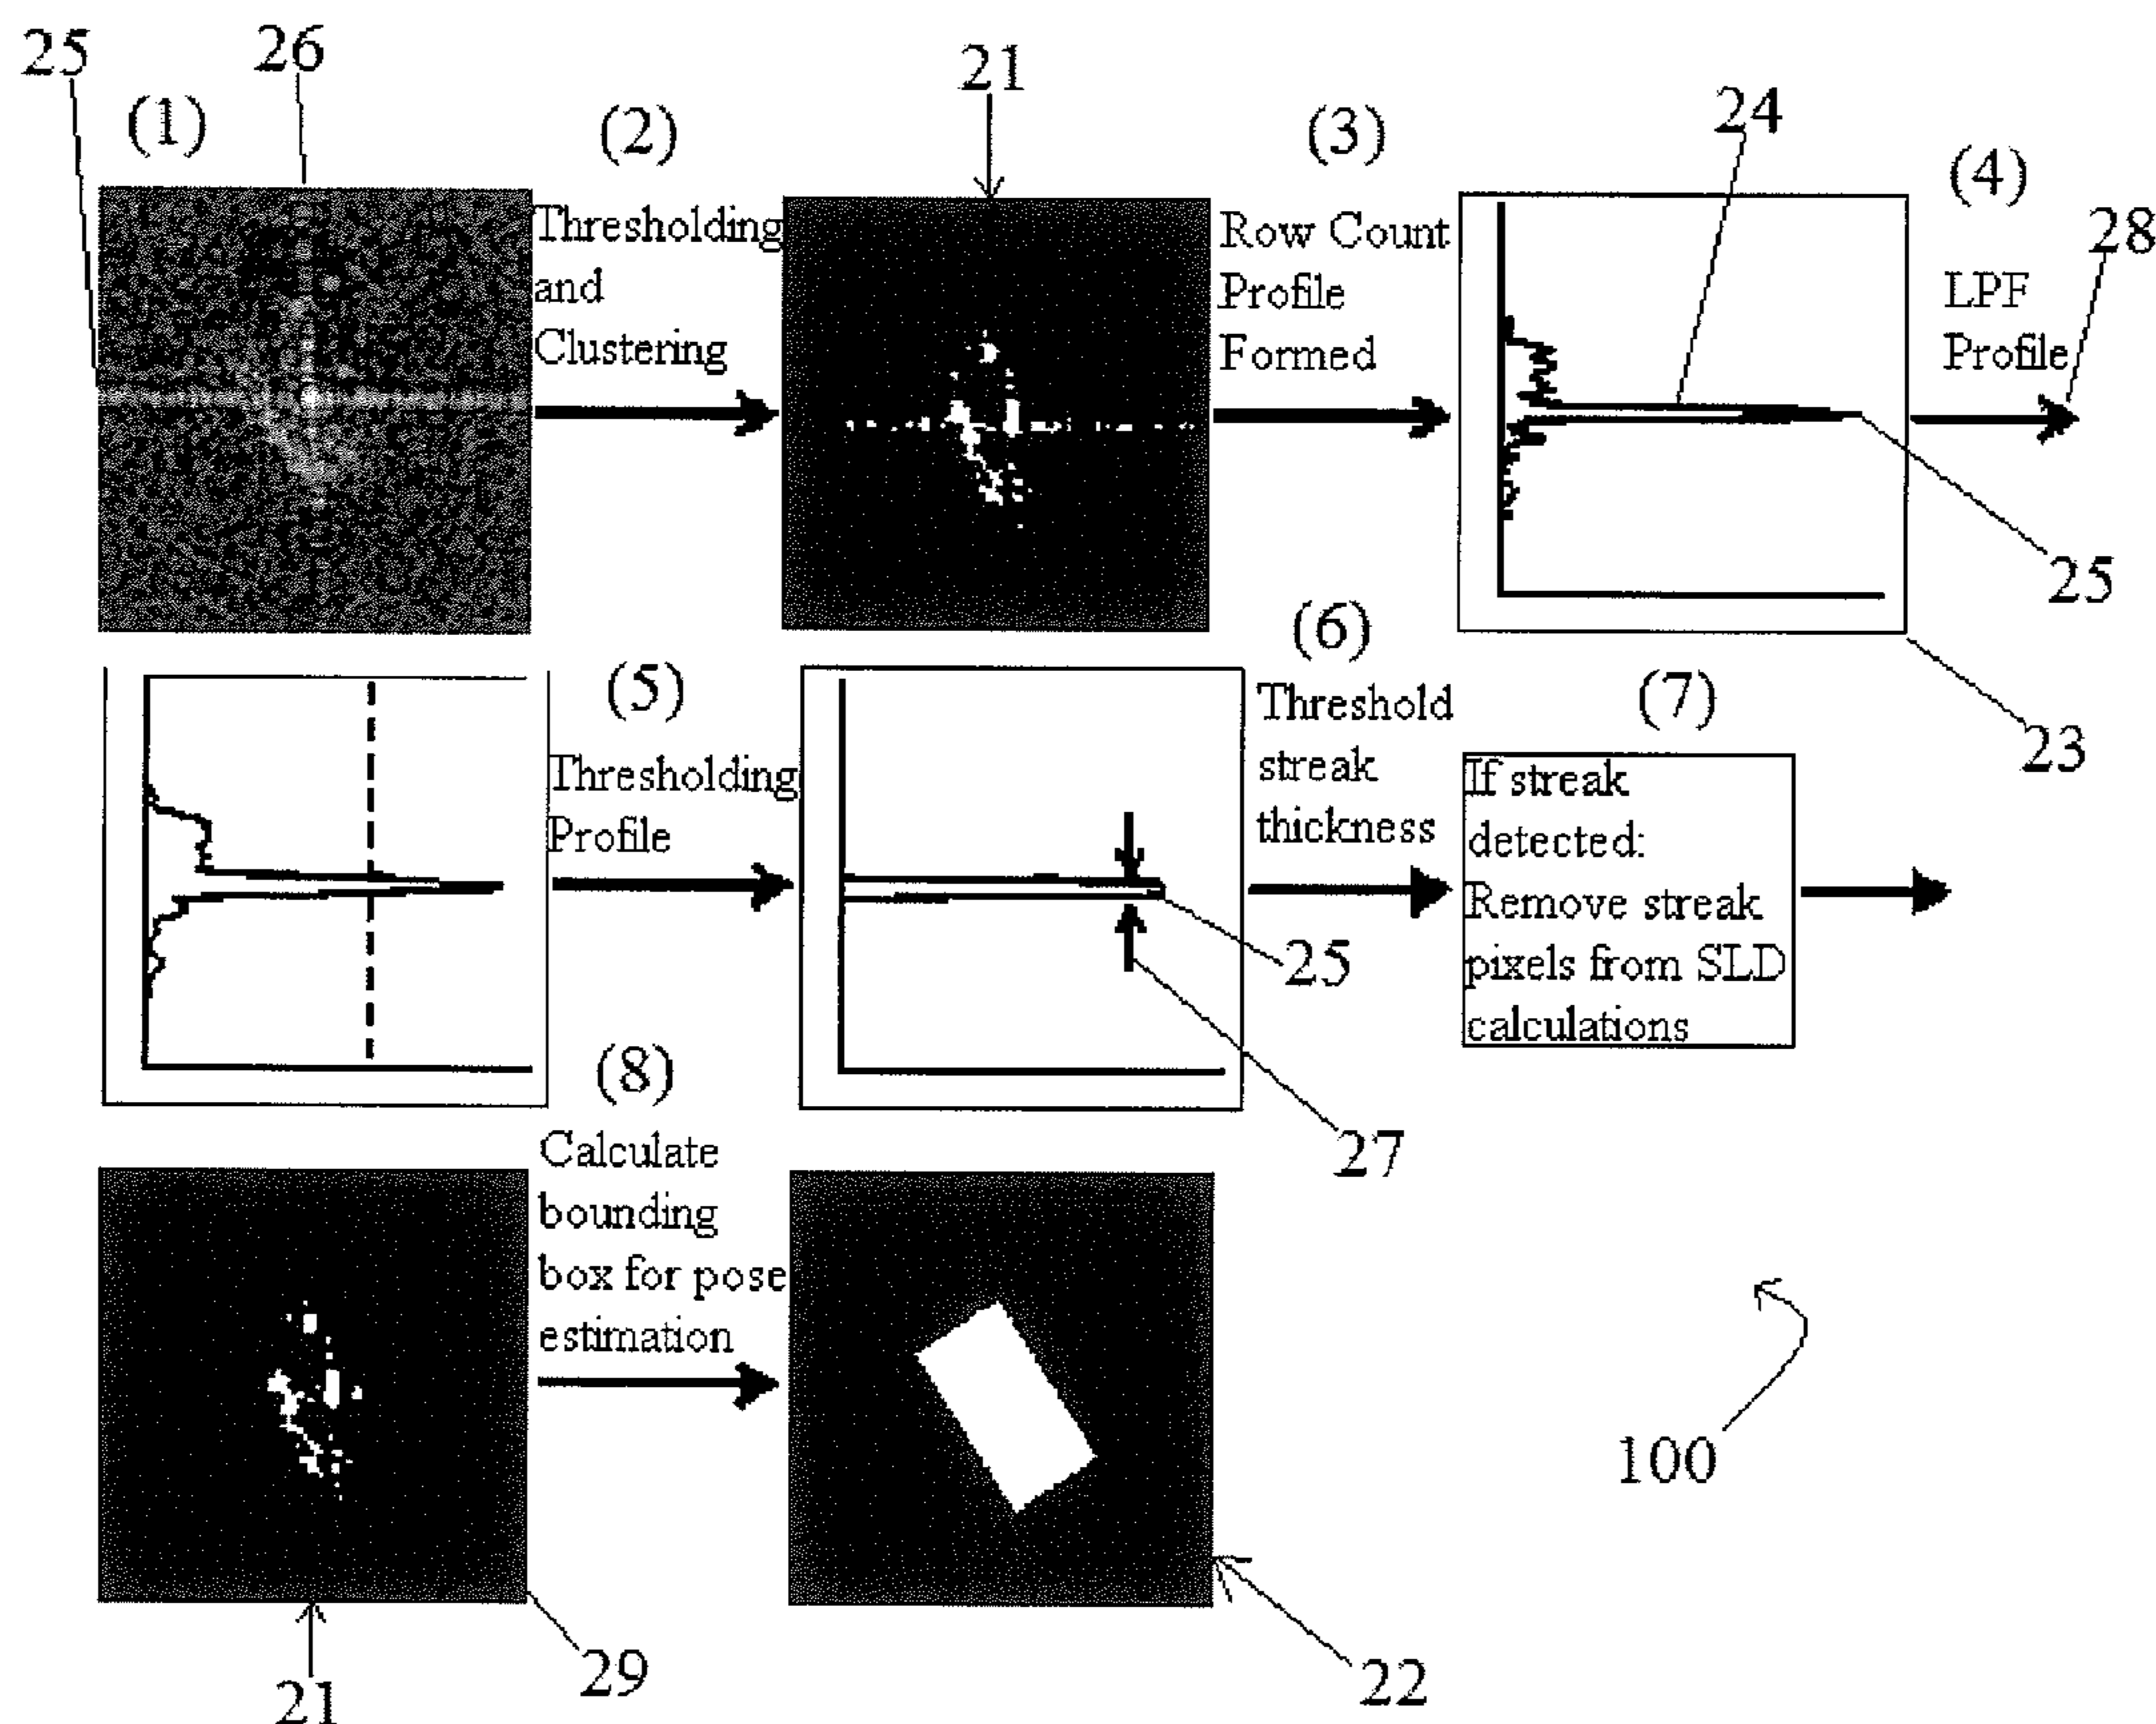 25
26
(1)
(2)
21
(3)
24
(4)
28
Thresholding
and
Clustering
Row Count
Profile
Formed
LPF
Profile
25
23
(5)
Thresholding
Profile
(6)
Threshold
streak
thickness
25
27
(7)
If streak
detected:
Remove streak
pixels from SLD
calculations
(8)
Calculate
bounding
box for pose
estimation
21
29
22
100